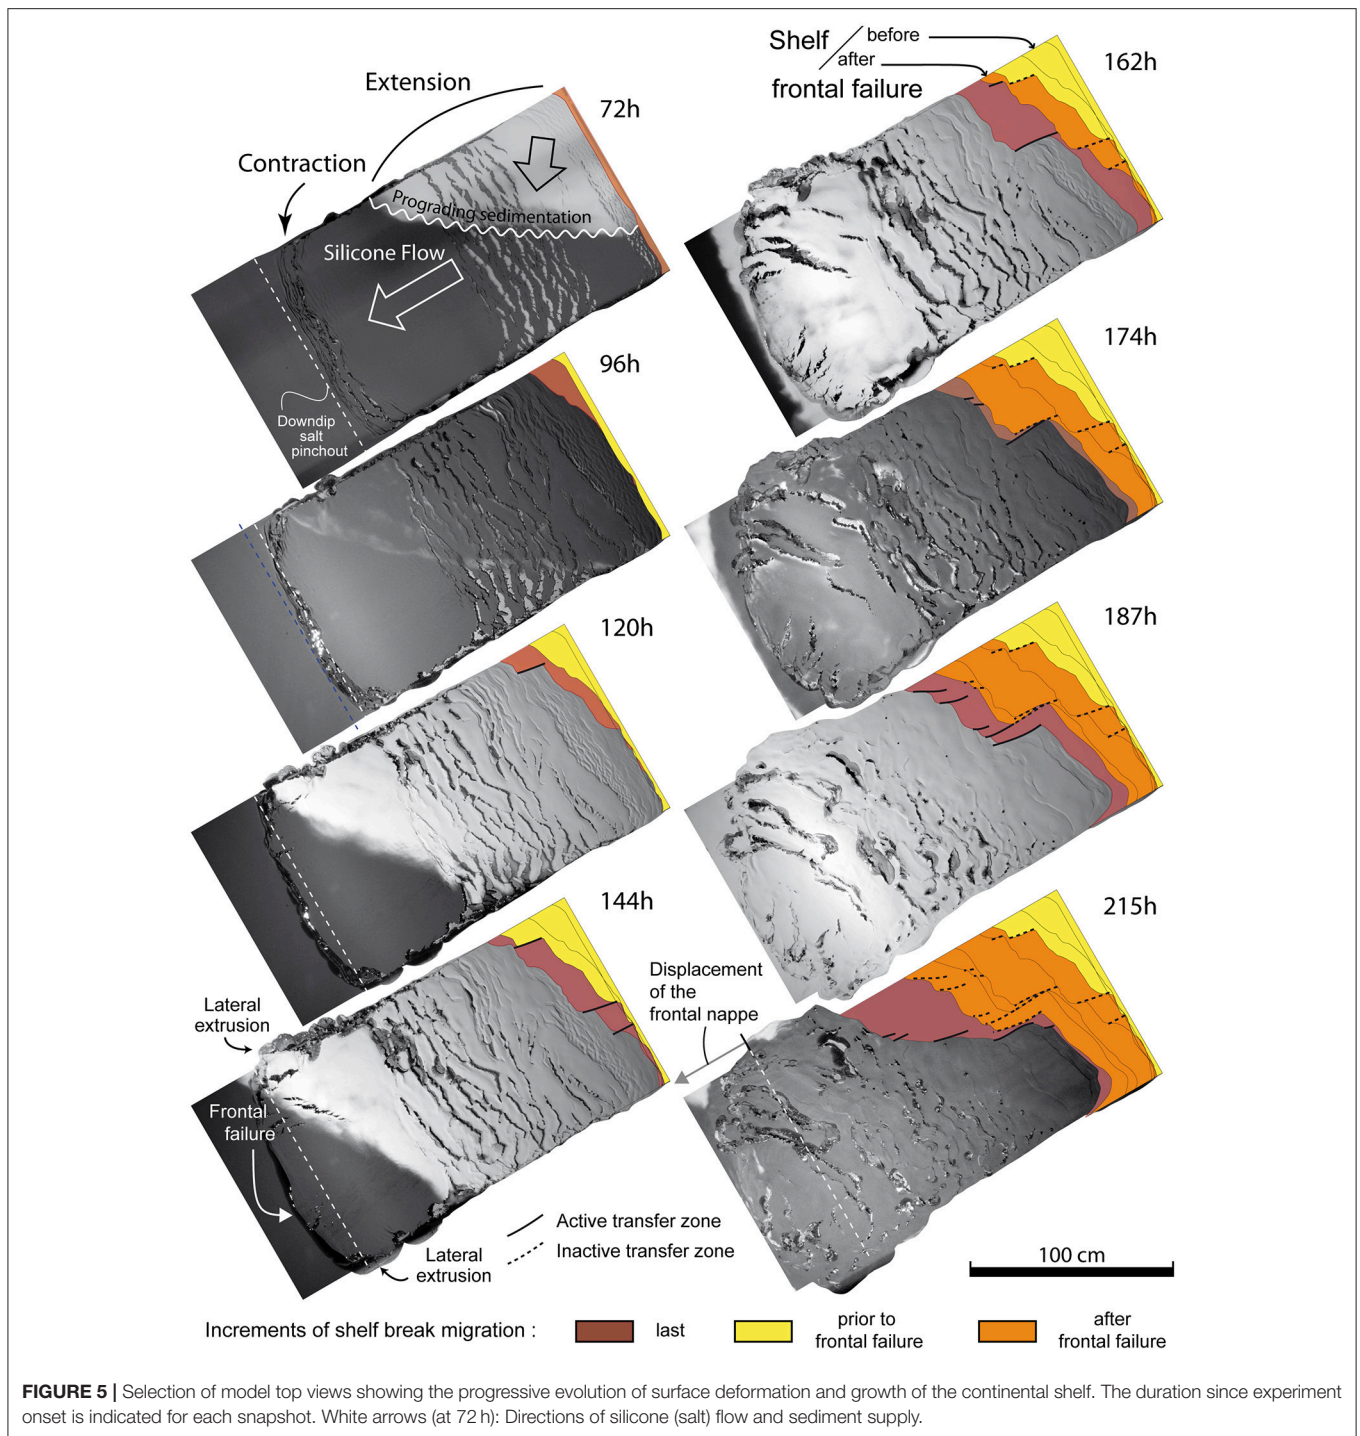 Shelf
before
after
frontal failure
162h
Extension
72h
Contraction
Prograding sedimentation
Silicone Flow
Downdip
salt
pinchout
174h
96h
187h
120h
215h
144h
Displacement
of the
frontal nappe
Lateral
extrusion
Frontal
failure
Active transfer zone
Inactive transfer zone
Lateral
extrusion
100 cm
Increments of shelf break migration :
last
prior to
frontal failure
after
frontal failure
FIGURE 5 | Selection of model top views showing the progressive evolution of surface deformation and growth of the continental shelf. The duration since experiment
onset is indicated for each snapshot. White arrows (at 72 h): Directions of silicone (salt) flow and sediment supply.